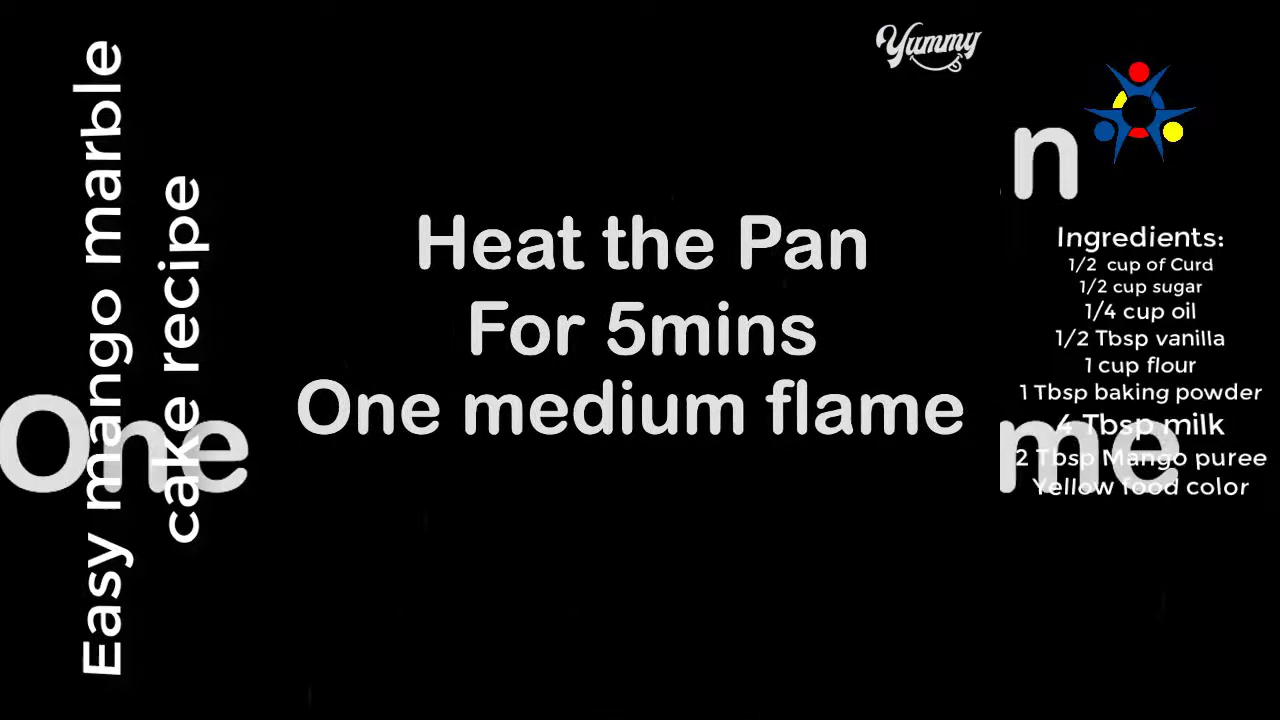 Easy mango marble
cake recipe
Yummy
Heat the Pan
For 5mins
One medium flame
One
n
me
Ingredients:
1/2 cup of Curd
1/2 cup sugar
1/4 cup oil
1/2 Tbsp vanilla
1 cup flour
1 Tbsp baking powder
4 Tbsp milk
2 Tbsp Mango puree
Yellow food color